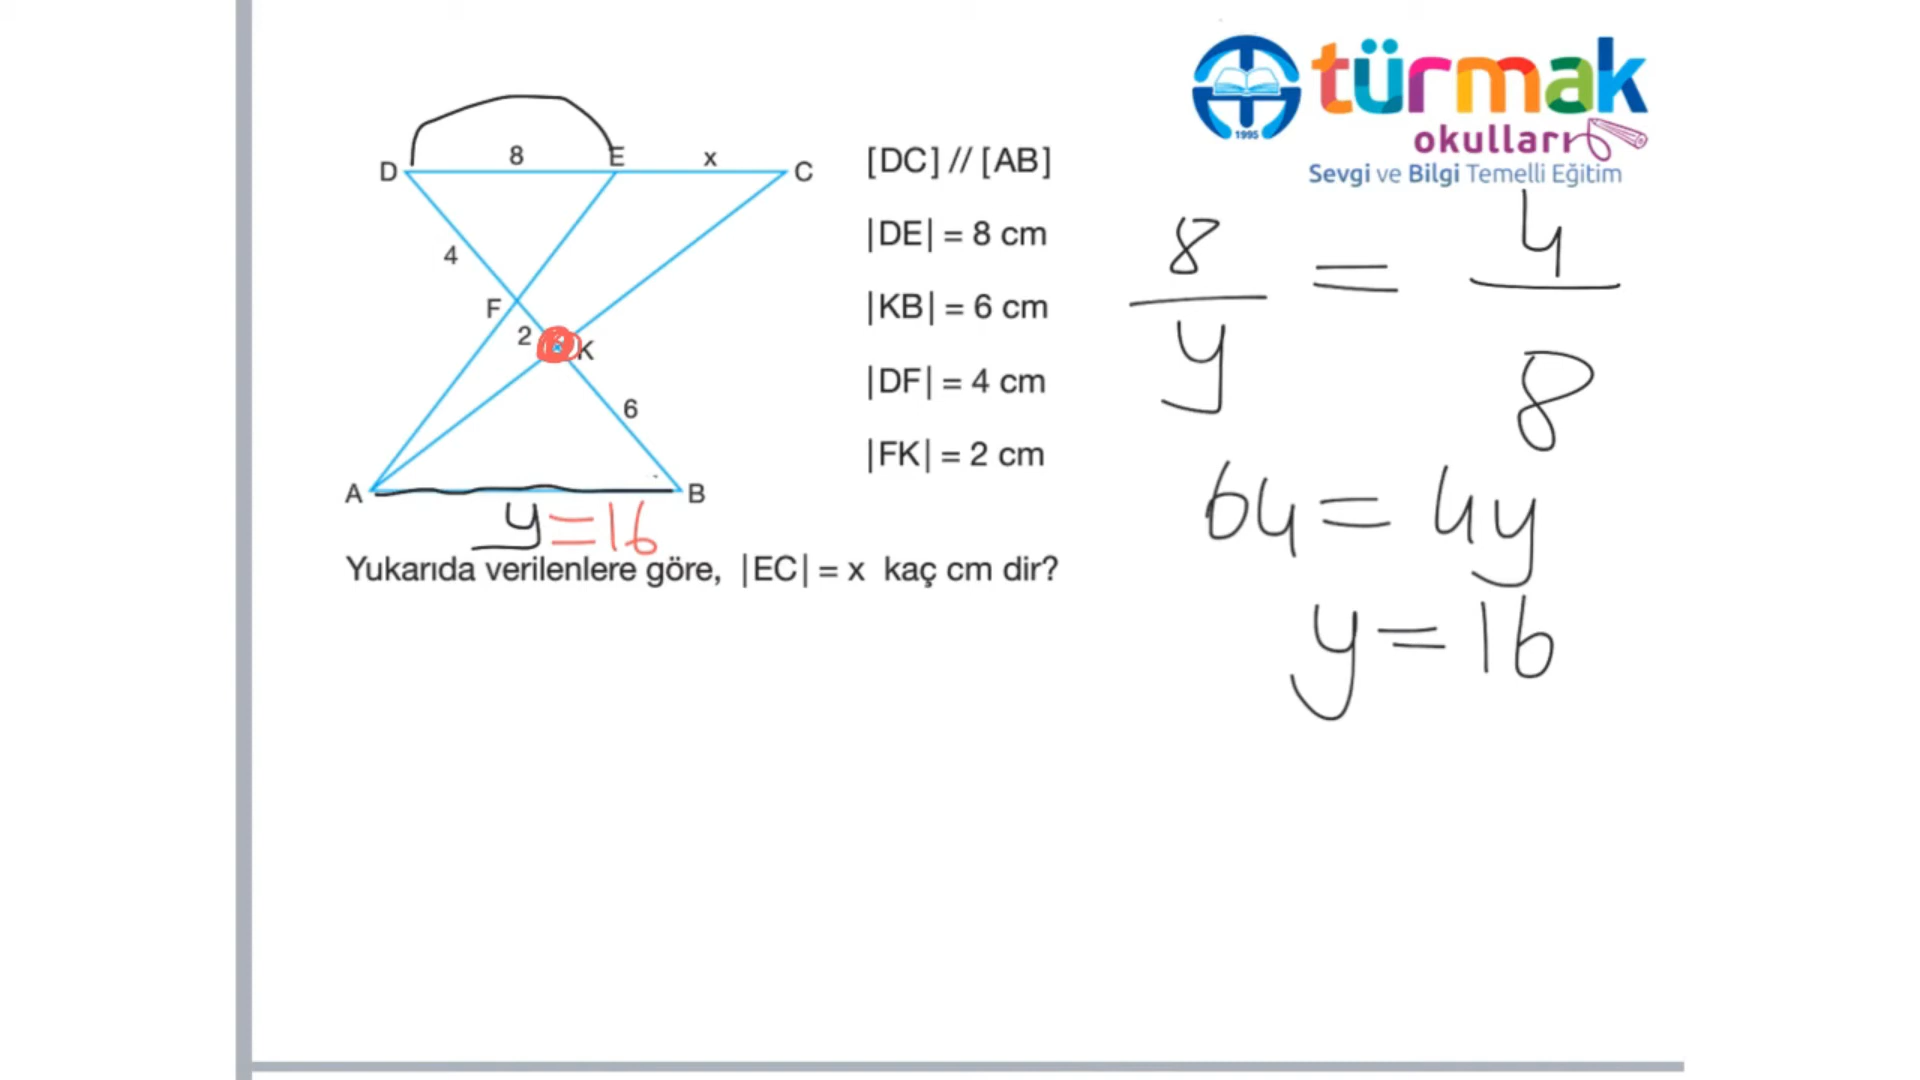 türmak
okulları
1995
Sevgi ve Bilgi Temelli Eğitim
D 8 E x C
4
F
2 K
6
A B
y = 16
[DC] // [AB]
|DE| = 8 cm
|KB| = 6 cm
|DF| = 4 cm
|FK| = 2 cm
Yukarıda verilenlere göre, |EC| = x kaç cm dir?
8 / y = 4 / 8
64 = 4y
y = 16